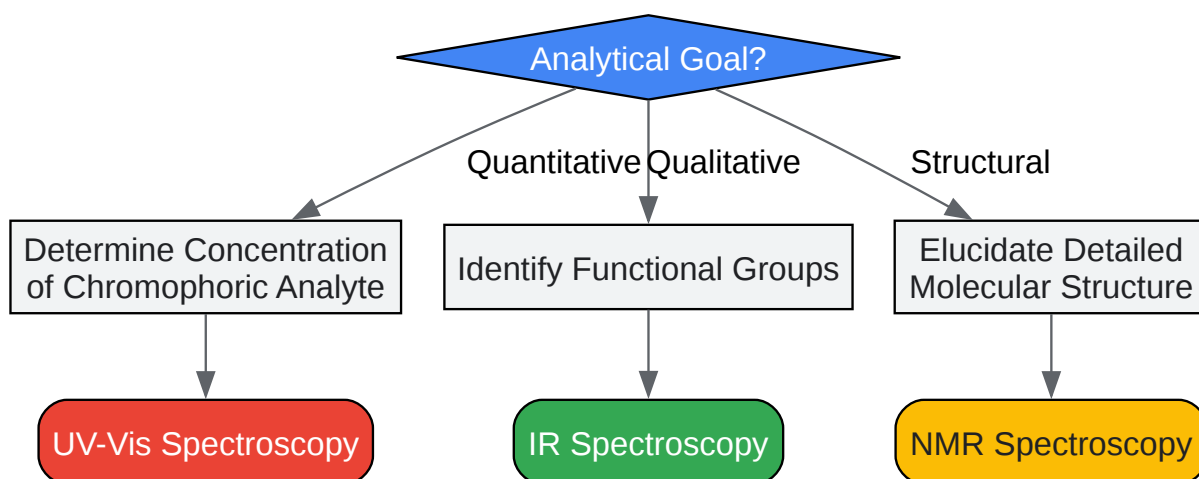 Analytical Goal?
Quantitative
Qualitative
Structural
Determine Concentration
of Chromophoric Analyte
Identify Functional Groups
Elucidate Detailed
Molecular Structure
UV-Vis Spectroscopy
IR Spectroscopy
NMR Spectroscopy